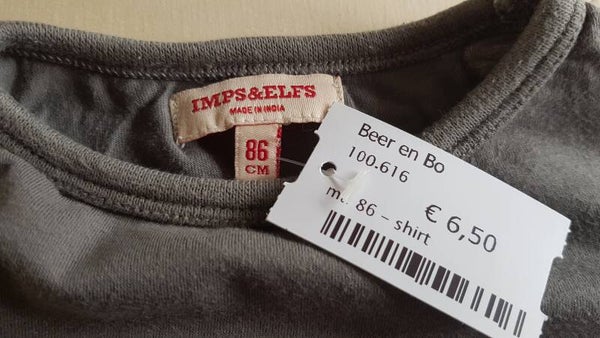 IMPS&ELFS
MADE IN INDIA
86
CM
Beer en Bo
100.616
€ 6,50
86 – shirt